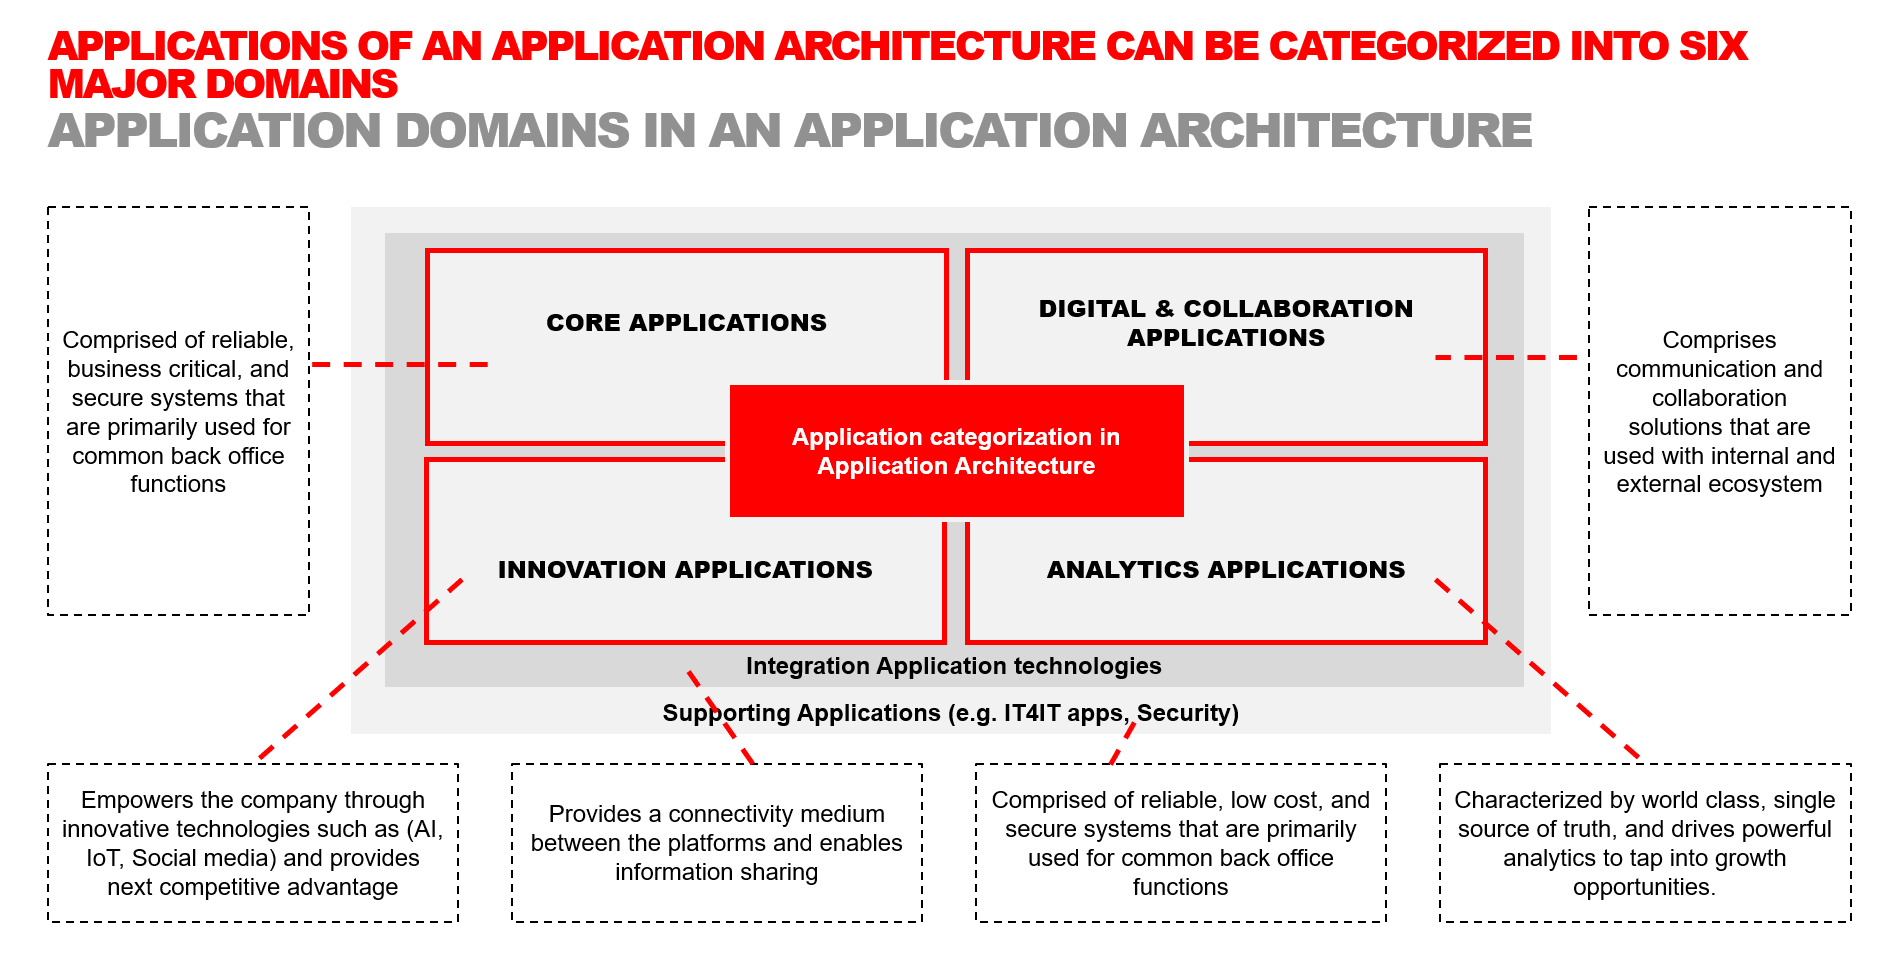 APPLICATIONS OF AN APPLICATION ARCHITECTURE CAN BE CATEGORIZED INTO SIX
MAJOR DOMAINS
APPLICATION DOMAINS IN AN APPLICATION ARCHITECTURE
Comprised of reliable,
business critical, and
secure systems that
are primarily used for
common back office
functions
CORE APPLICATIONS
DIGITAL & COLLABORATION
APPLICATIONS
Comprises
communication and
collaboration
solutions that are
used with internal and
external ecosystem
Application categorization in
Application Architecture
INNOVATION APPLICATIONS
ANALYTICS APPLICATIONS
Integration Application technologies
Supporting Applications (e.g. IT4IT apps, Security)
Empowers the company through
innovative technologies such as (AI,
IoT, Social media) and provides
next competitive advantage
Provides a connectivity medium
between the platforms and enables
information sharing
Comprised of reliable, low cost, and
secure systems that are primarily
used for common back office
functions
Characterized by world class, single
source of truth, and drives powerful
analytics to tap into growth
opportunities.